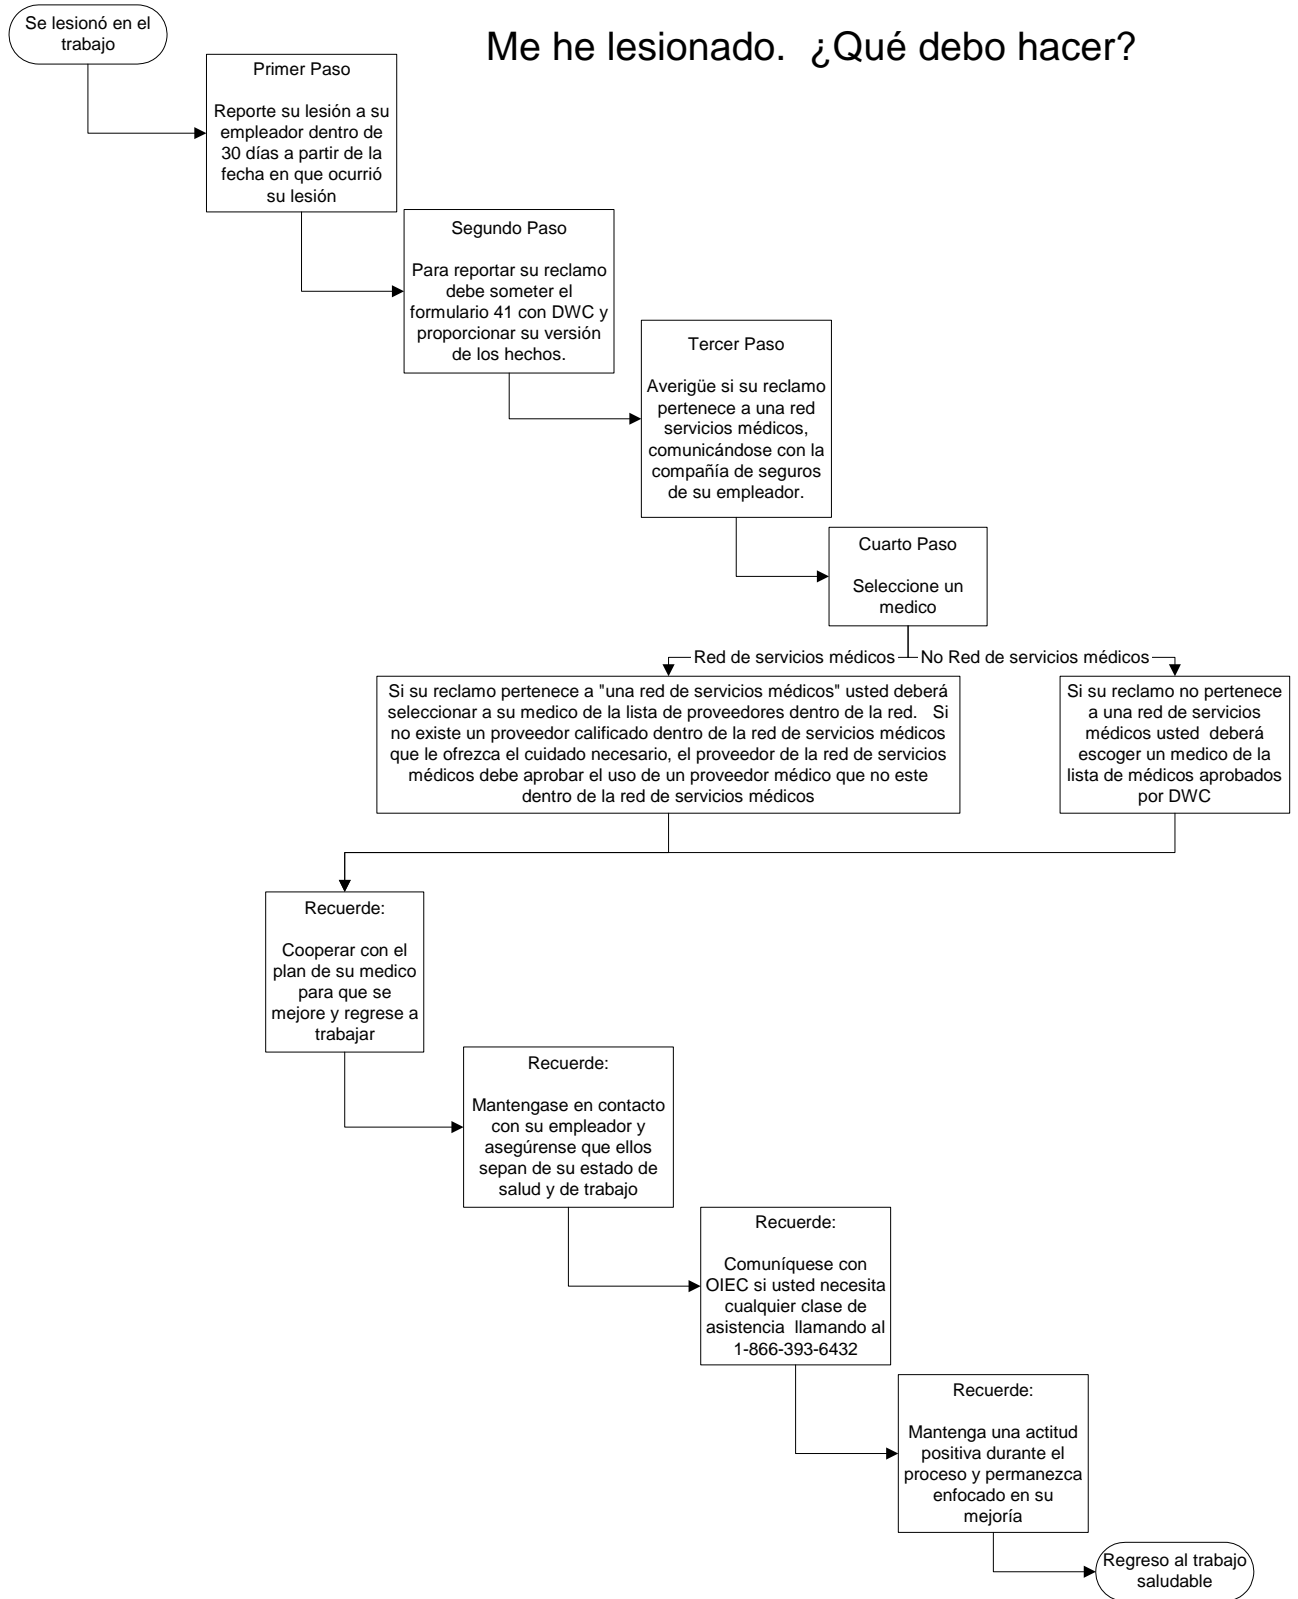 Me he lesionado.  ¿Qué debo hacer?
Se lesionó en el
trabajo
Primer Paso
Reporte su lesión a su
empleador dentro de
30 días a partir de la
fecha en que ocurrió
su lesión
Segundo Paso
Para reportar su reclamo
debe someter el
formulario 41 con DWC y
proporcionar su versión
de los hechos.
Tercer Paso
Averigüe si su reclamo
pertenece a una red
servicios médicos,
comunicándose con la
compañía de seguros
de su empleador.
Cuarto Paso
Seleccione un
medico
Red de servicios médicos
No Red de servicios médicos
Si su reclamo pertenece a "una red de servicios médicos" usted deberá
seleccionar a su medico de la lista de proveedores dentro de la red.   Si
no existe un proveedor calificado dentro de la red de servicios médicos
que le ofrezca el cuidado necesario, el proveedor de la red de servicios
médicos debe aprobar el uso de un proveedor médico que no este
dentro de la red de servicios médicos
Si su reclamo no pertenece
a una red de servicios
médicos usted  deberá
escoger un medico de la
lista de médicos aprobados
por DWC
Recuerde:
Cooperar con el
plan de su medico
para que se
mejore y regrese a
trabajar
Recuerde:
Mantengase en contacto
con su empleador y
asegúrense que ellos
sepan de su estado de
salud y de trabajo
Recuerde:
Comuníquese con
OIEC si usted necesita
cualquier clase de
asistencia  llamando al
1-866-393-6432
Recuerde:
Mantenga una actitud
positiva durante el
proceso y permanezca
enfocado en su
mejoría
Regreso al trabajo
saludable